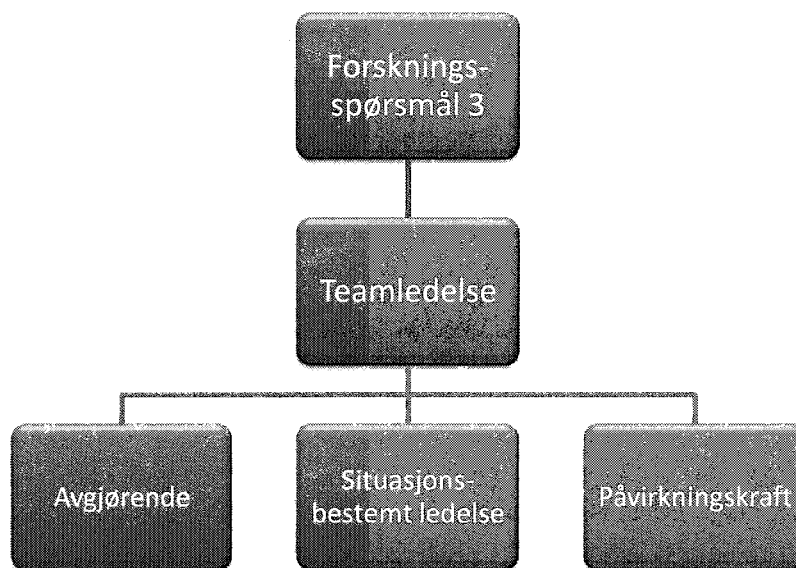 Forsknings-
spørsmål 3
Teamledelse
Avgjørende
Situasjons-
bestemt ledelse
Påvirkningskraft